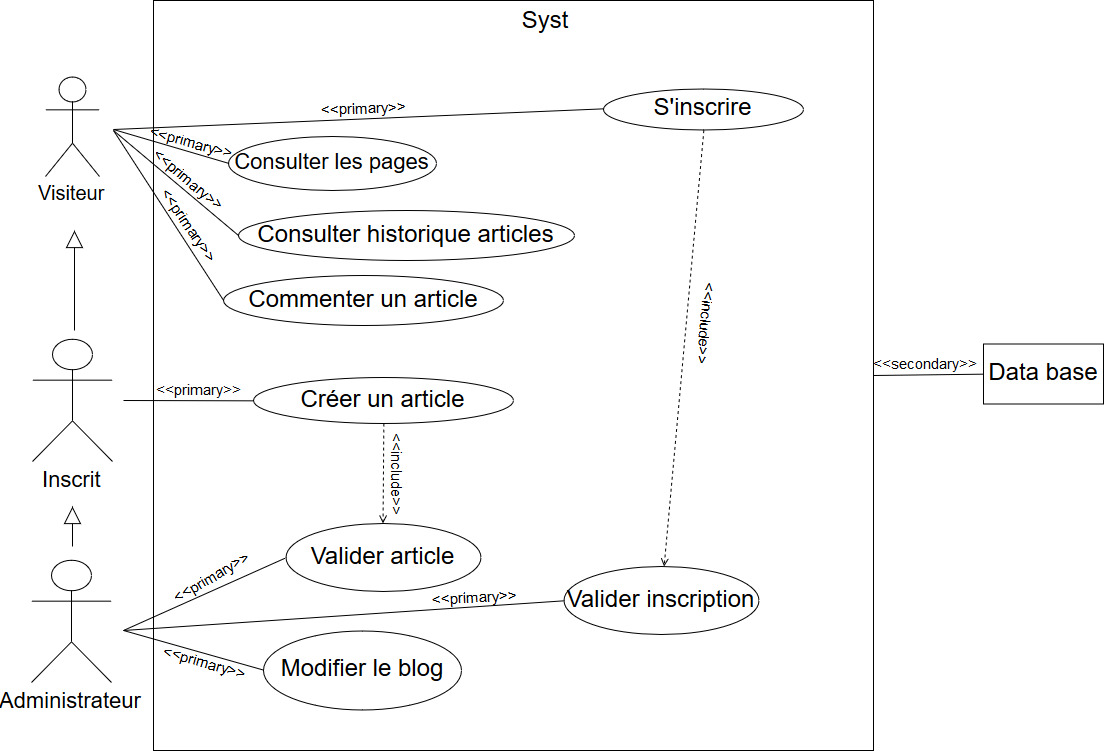 Syst
<<primary>>
S'inscrire
<<primary>>
Consulter les pages
Visiteur
<<primary>>
<<primary>>
Consulter historique articles
Commenter un article
<<include>>
<<secondary>>
Data base
<<primary>>
Créer un article
<<include>>
Inscrit
Valider article
<<primary>>
<<primary>>
Valider inscription
<<primary>>
Modifier le blog
Administrateur